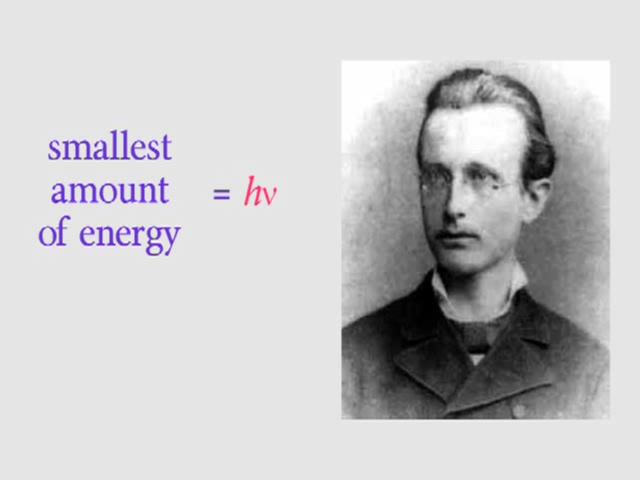 smallest
amount
of energy
= hν